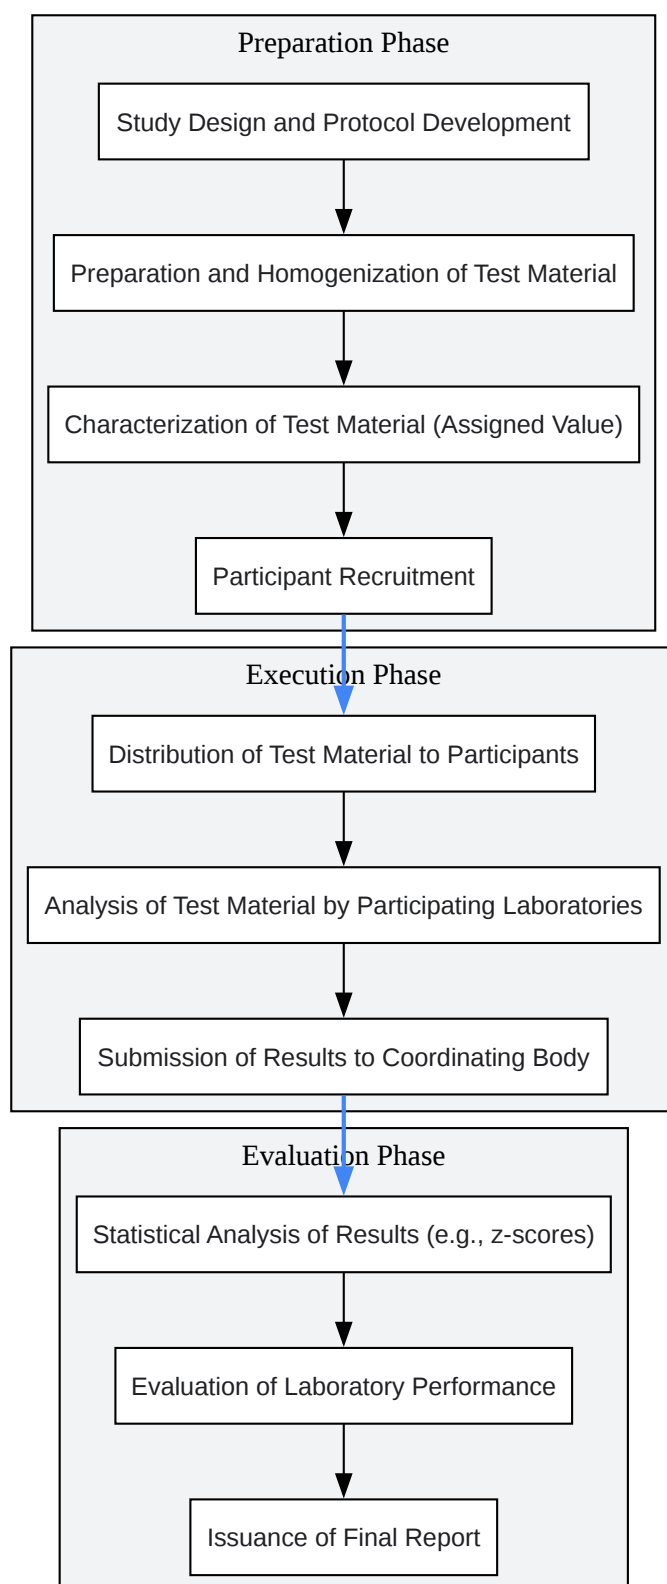 Preparation Phase
Study Design and Protocol Development
Preparation and Homogenization of Test Material
Characterization of Test Material (Assigned Value)
Participant Recruitment
Execution Phase
Distribution of Test Material to Participants
Analysis of Test Material by Participating Laboratories
Submission of Results to Coordinating Body
Evaluation Phase
Statistical Analysis of Results (e.g., z-scores)
Evaluation of Laboratory Performance
Issuance of Final Report